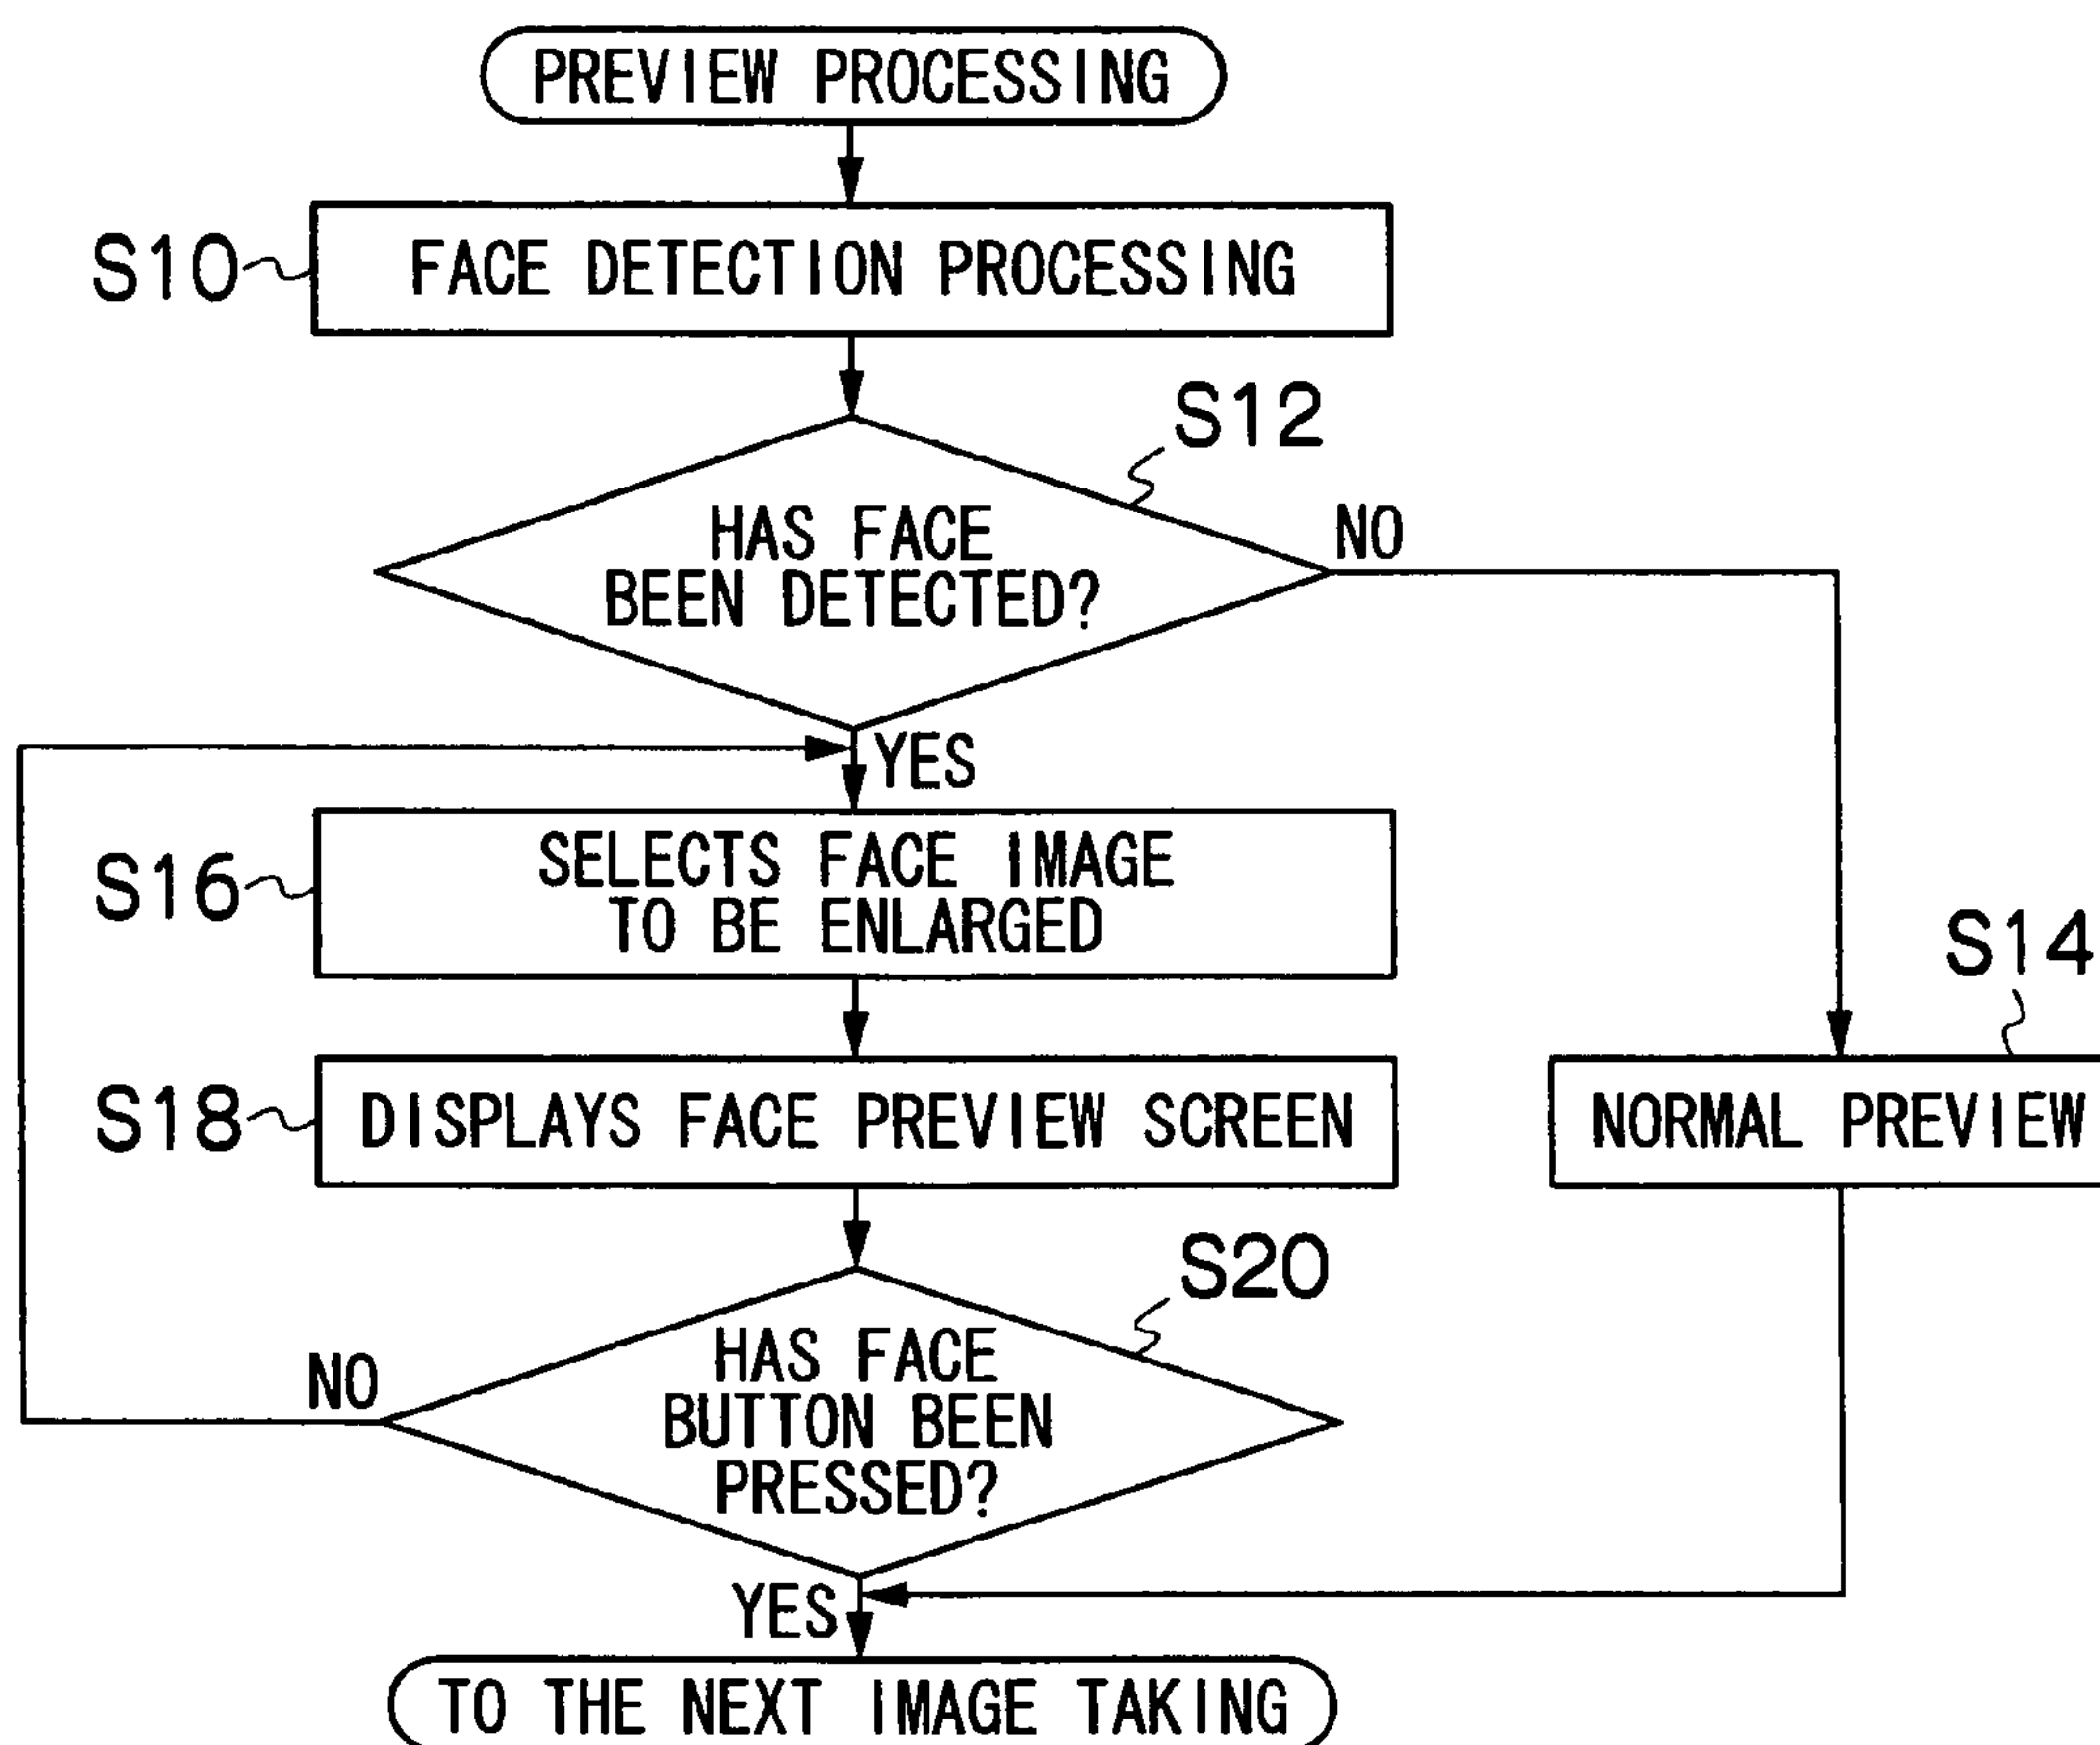 PREVIEW PROCESSING
S10
FACE DETECTION PROCESSING
S12
HAS FACE
BEEN DETECTED?
NO
YES
S16
SELECTS FACE IMAGE
TO BE ENLARGED
S14
S18
DISPLAYS FACE PREVIEW SCREEN
NORMAL PREVIEW
S20
HAS FACE
BUTTON BEEN
PRESSED?
NO
YES
TO THE NEXT IMAGE TAKING